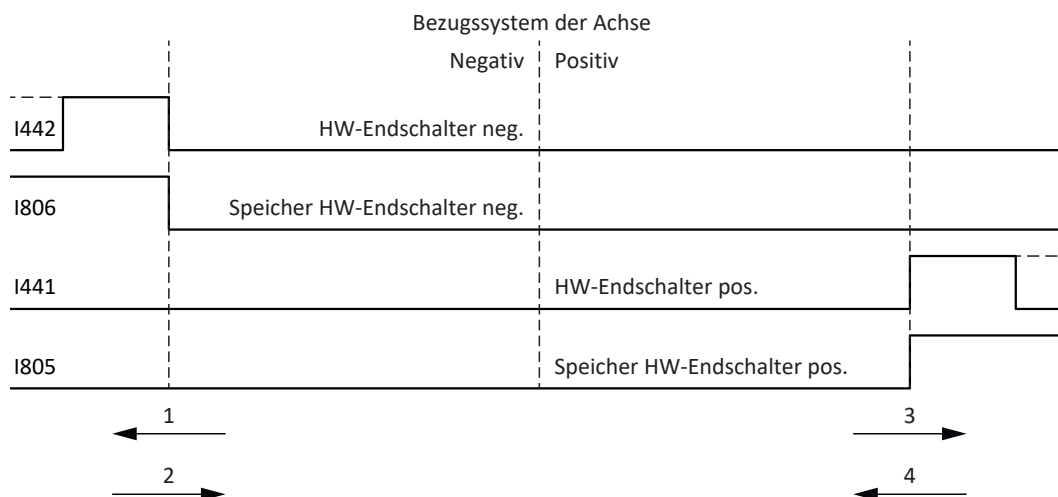 Bezugssystem der Achse
Negativ Positiv
I442 HW-Endschalter neg.
I806 Speicher HW-Endschalter neg.
I441 HW-Endschalter pos.
I805 Speicher HW-Endschalter pos.
1 3
2 4